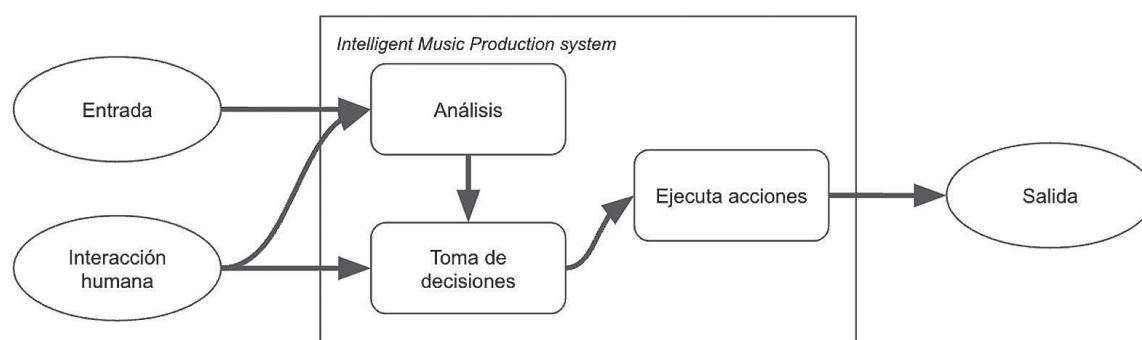 Intelligent Music Production system
Entrada
Análisis
Interacción
humana
Toma de
decisiones
Ejecuta acciones
Salida